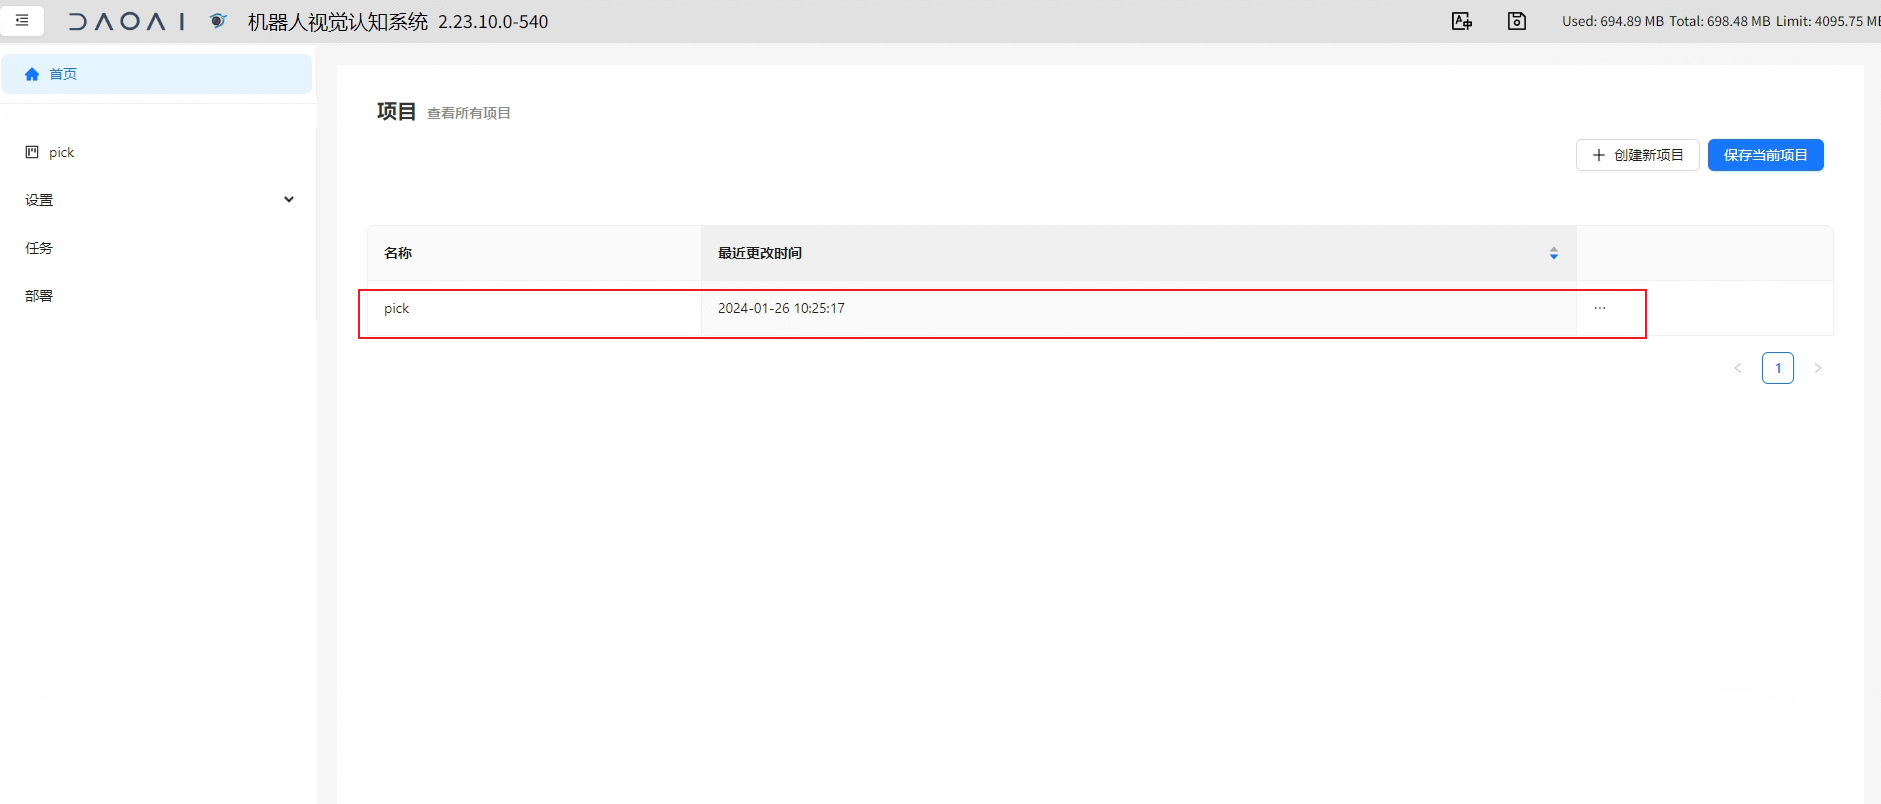 DAOAI 机器人视觉认知系统 2.23.10.0-540 Used: 694.89 MB Total: 698.48 MB Limit: 4095.75 MB
首页
项目 查看所有项目
pick
创建新项目 保存当前项目
设置
任务
名称 最近更改时间
部署
pick 2024-01-26 10:25:17 ···
< 1 >